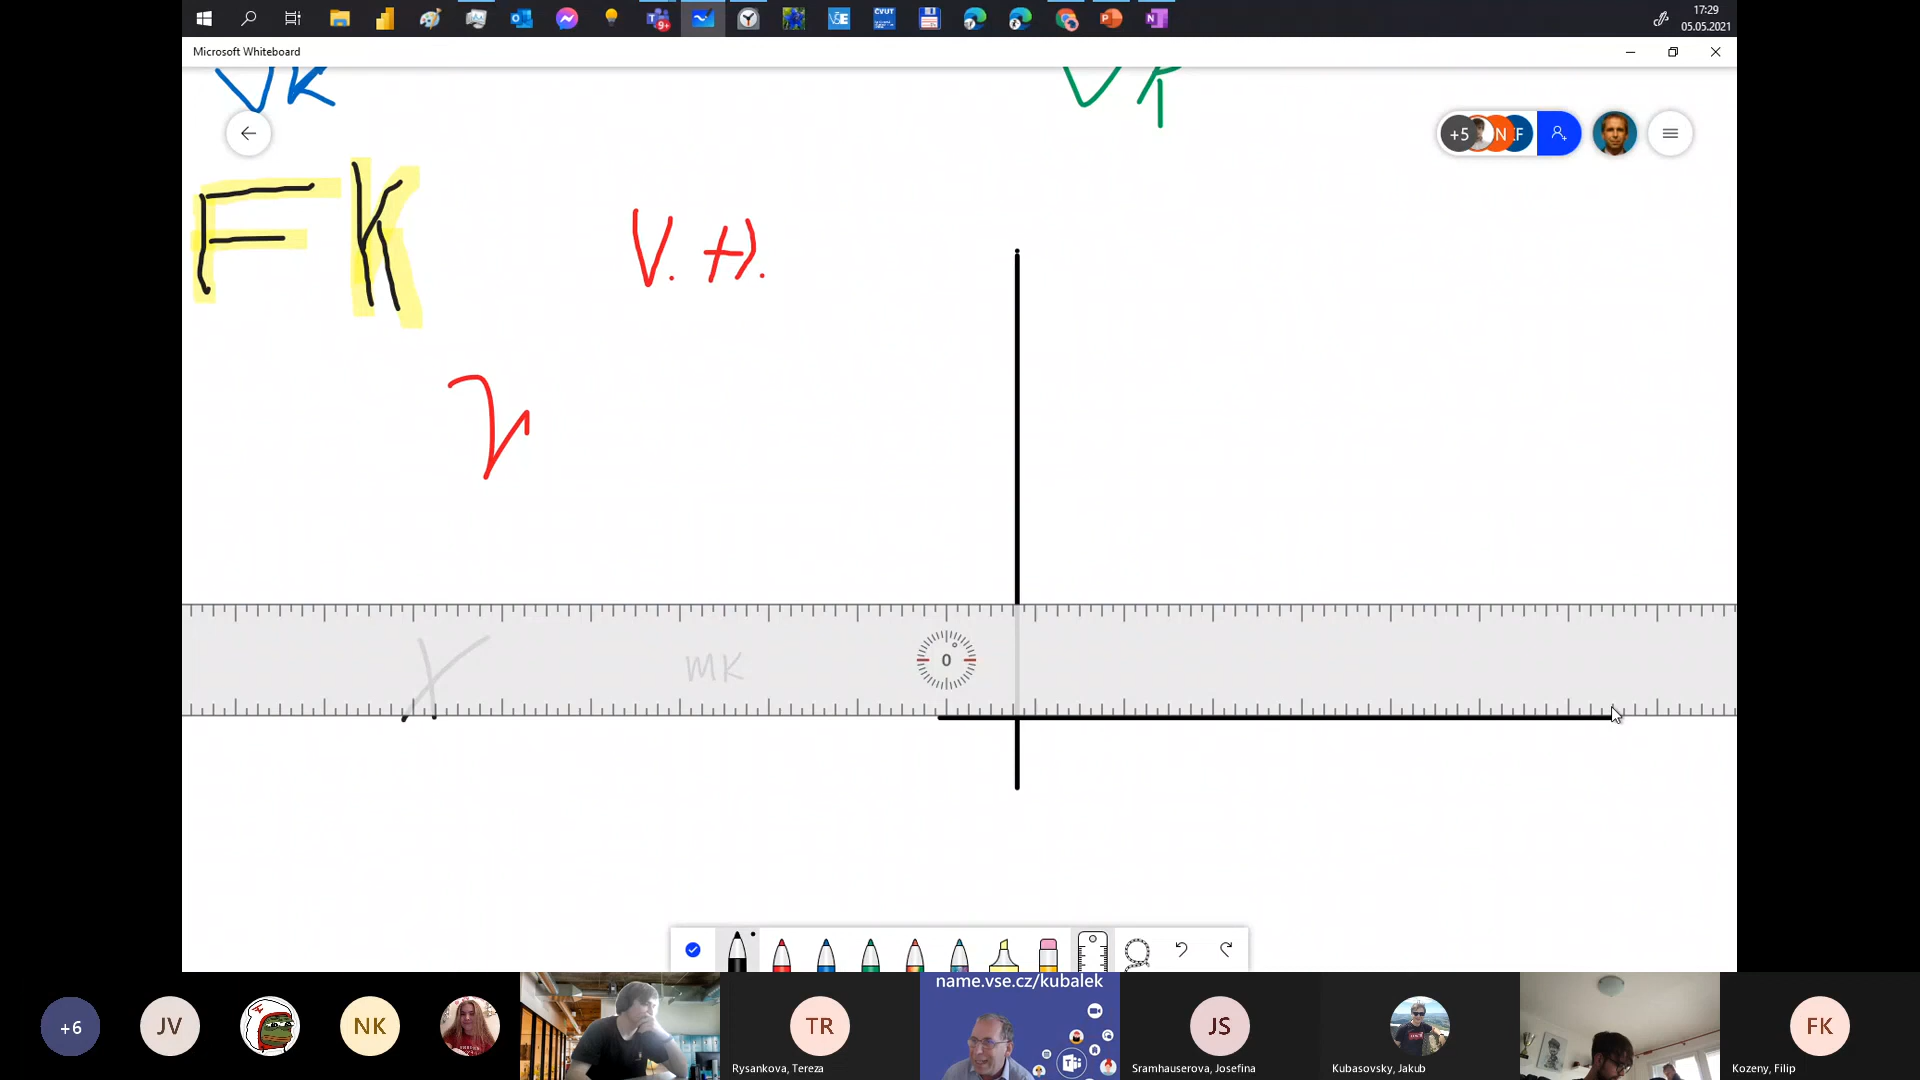 17:29
05.05.2021
Microsoft Whiteboard
+5 N EF
FK
V. +).
0
mK
+6
JV
NK
TR
Rysankova, Tereza
name.vse.cz/kubalek
JS
Sramhauserova, Josefina
Kubasovsky, Jakub
FK
Kozeny, Filip